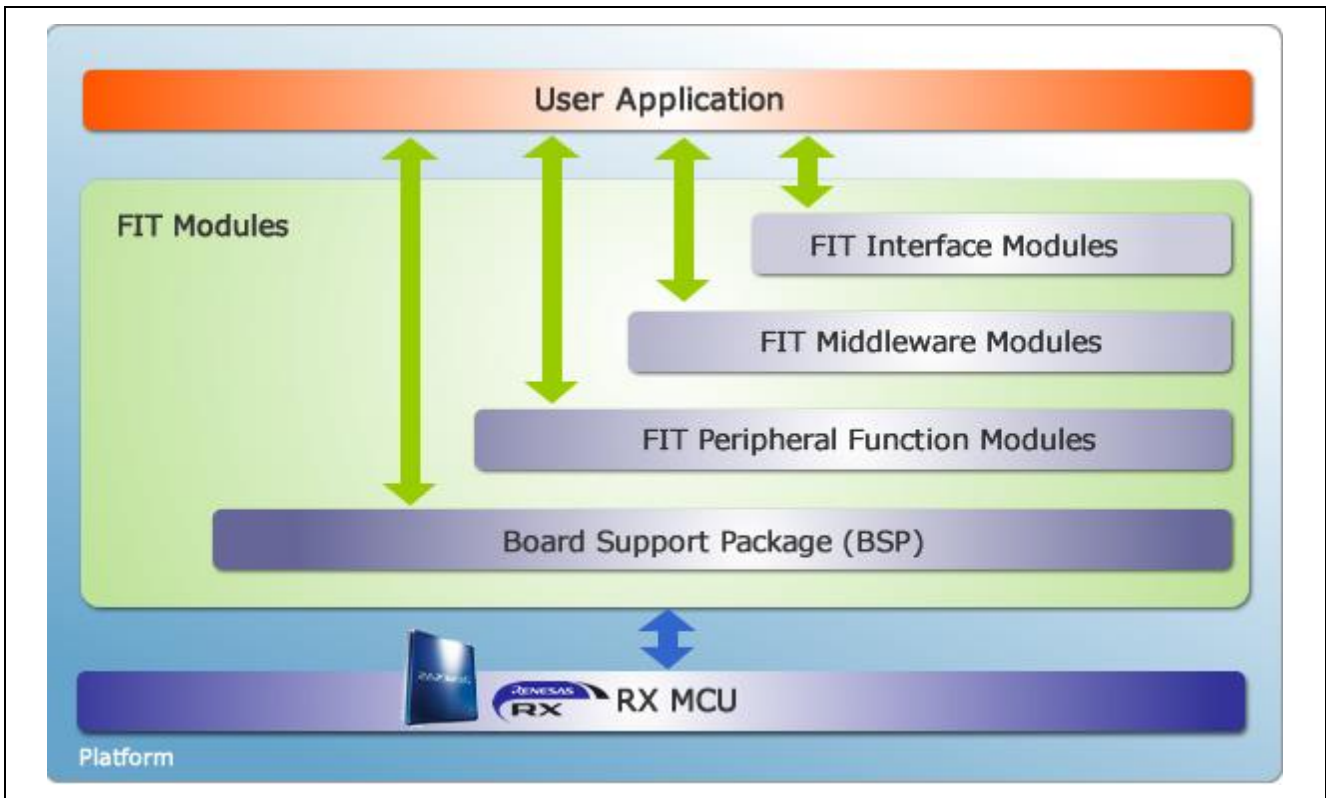 User Application
FIT Modules
FIT Interface Modules
FIT Middleware Modules
FIT Peripheral Function Modules
Board Support Package (BSP)
RENESAS
RX
RX MCU
Platform